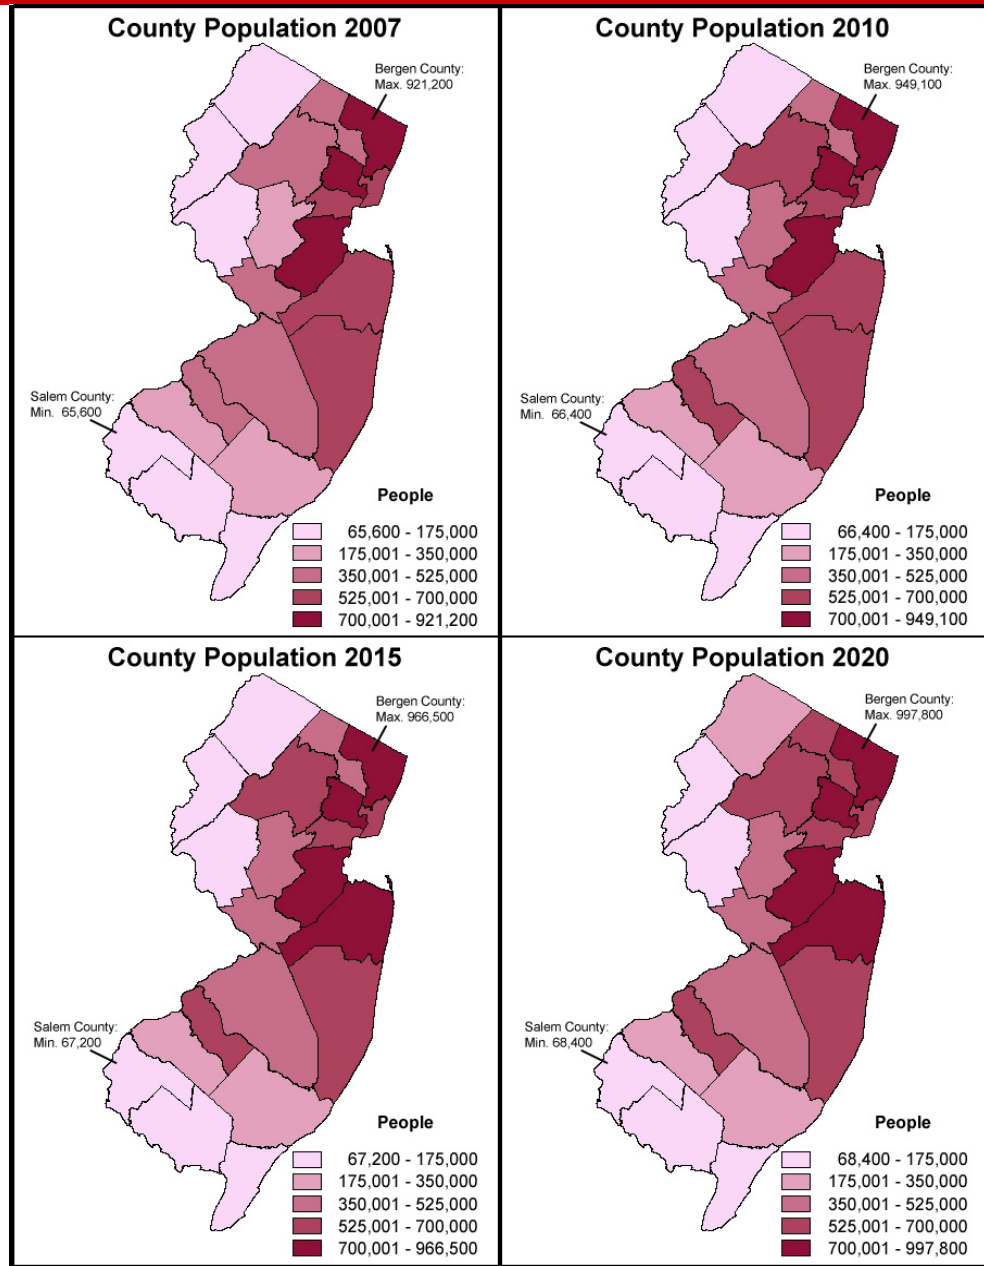 County Population 2007
Bergen County:
Max. 921,200
Salem County:
Min. 65,600
People
65,600 - 175,000
175,001 - 350,000
350,001 - 525,000
525,001 - 700,000
700,001 - 921,200
County Population 2010
Bergen County:
Max. 949,100
Salem County:
Min. 66,400
People
66,400 - 175,000
175,001 - 350,000
350,001 - 525,000
525,001 - 700,000
700,001 - 949,100
County Population 2015
Bergen County:
Max. 966,500
Salem County:
Min. 67,200
People
67,200 - 175,000
175,001 - 350,000
350,001 - 525,000
525,001 - 700,000
700,001 - 966,500
County Population 2020
Bergen County:
Max. 997,800
Salem County:
Min. 68,400
People
68,400 - 175,000
175,001 - 350,000
350,001 - 525,000
525,001 - 700,000
700,001 - 997,800